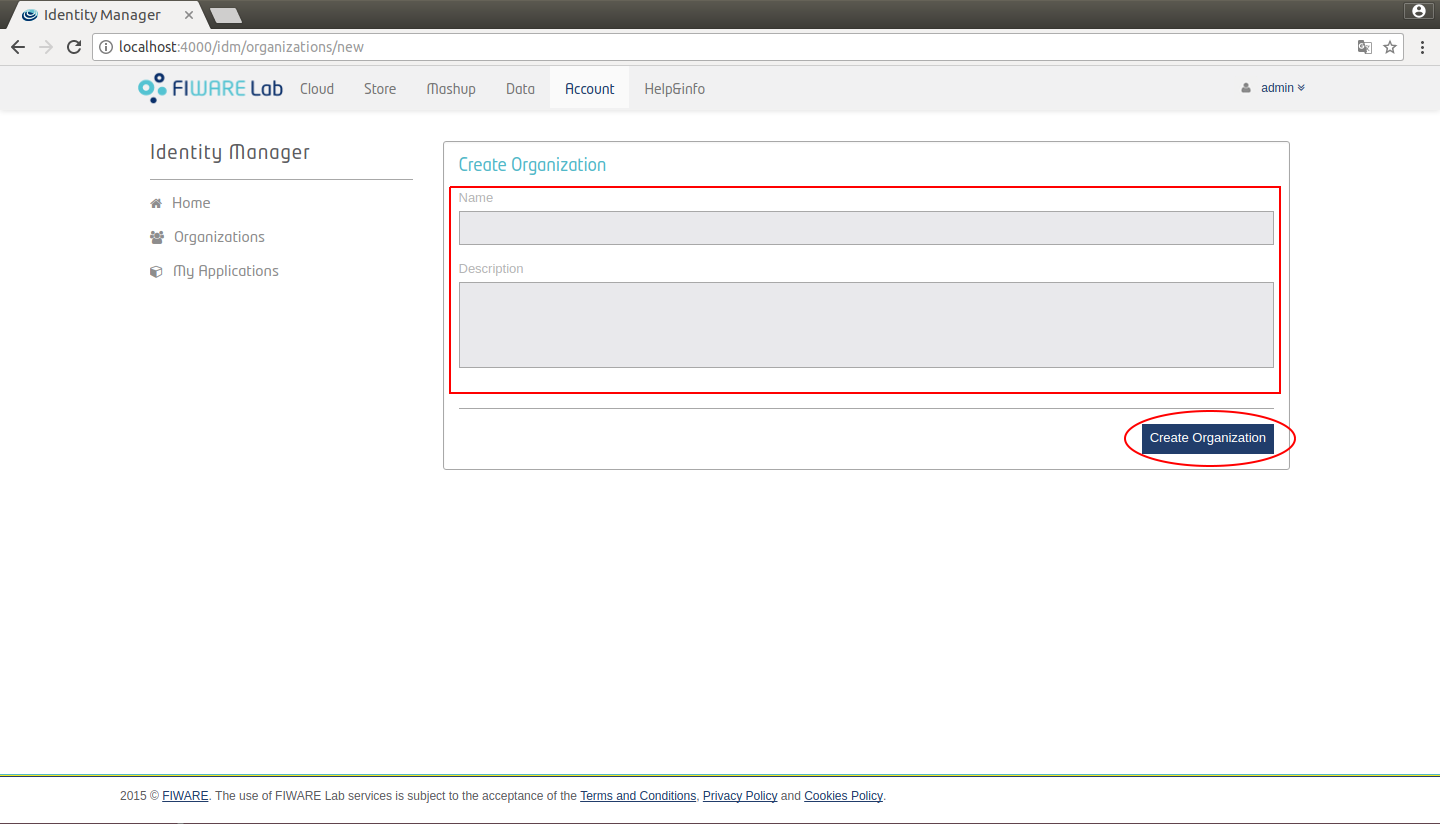 Identity Manager
localhost:4000/idm/organizations/new
FIWARE Lab Cloud Store Mashup Data Account Help&info admin
Identity Manager
Home
Organizations
My Applications
Create Organization
Name
Description
Create Organization
2015 © FIWARE. The use of FIWARE Lab services is subject to the acceptance of the Terms and Conditions, Privacy Policy and Cookies Policy.